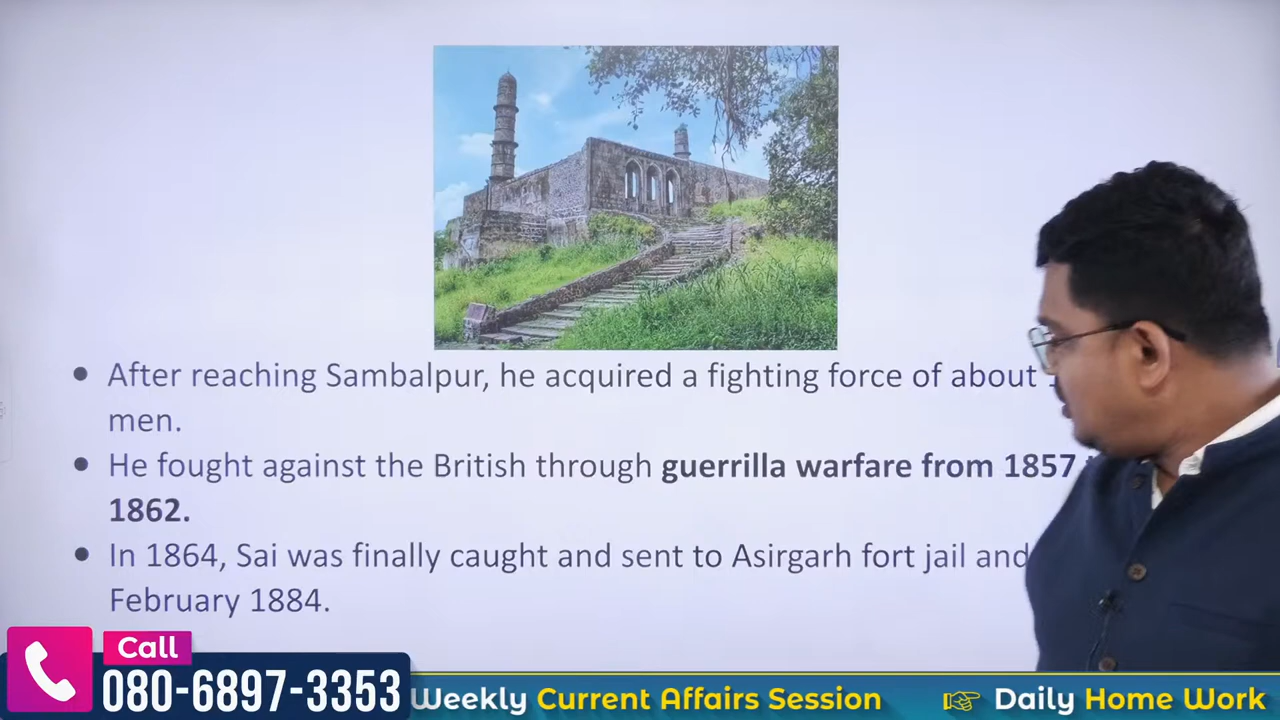 After reaching Sambalpur, he acquired a fighting force of about
men.
He fought against the British through guerrilla warfare from 1857
1862.
In 1864, Sai was finally caught and sent to Asirgarh fort jail and
February 1884.
Call
080-6897-3353
Weekly Current Affairs Session
Daily Home Work